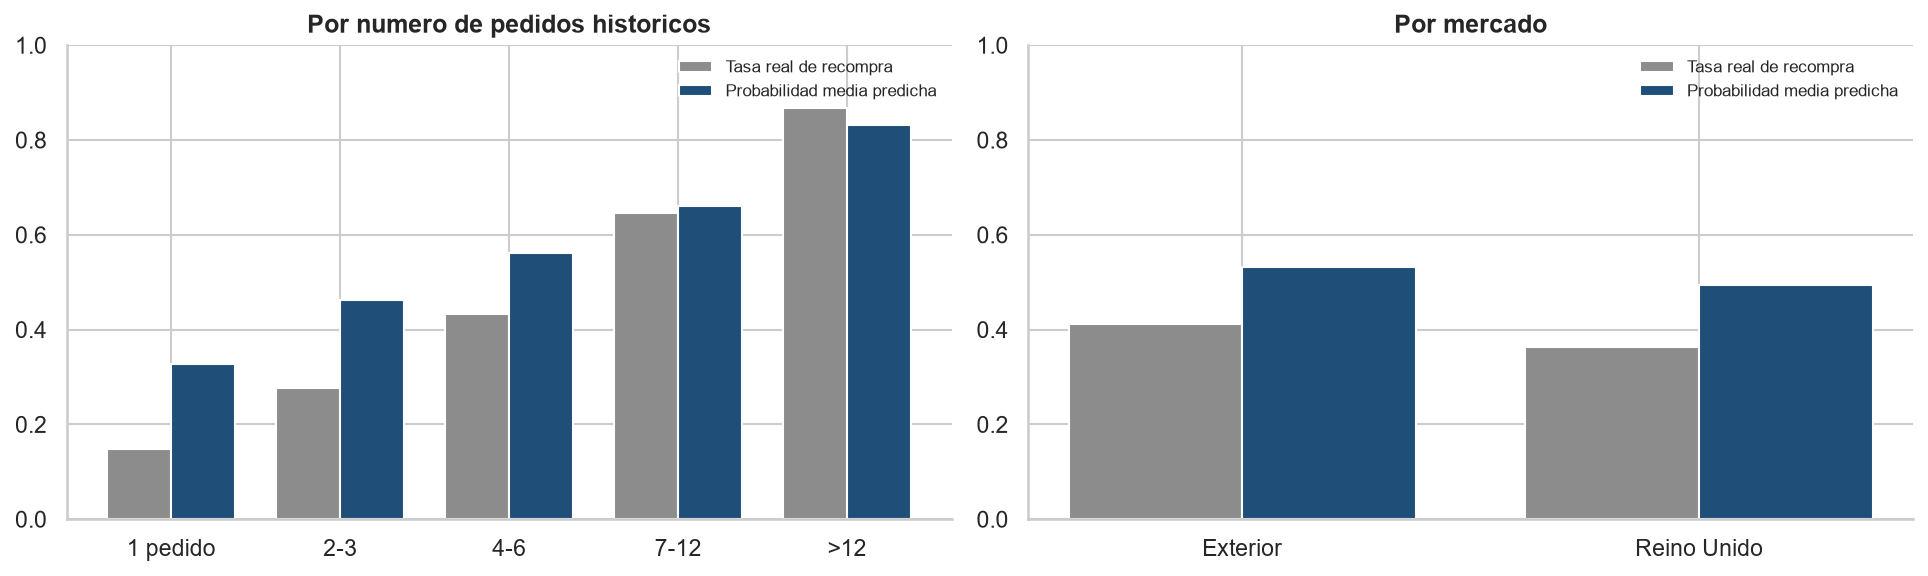 Por numero de pedidos historicos
1.0
0.8
0.6
0.4
0.2
0.0
Tasa real de recompra
Probabilidad media predicha
1 pedido
2-3
4-6
7-12
>12
Por mercado
1.0
0.8
0.6
0.4
0.2
0.0
Tasa real de recompra
Probabilidad media predicha
Exterior
Reino Unido